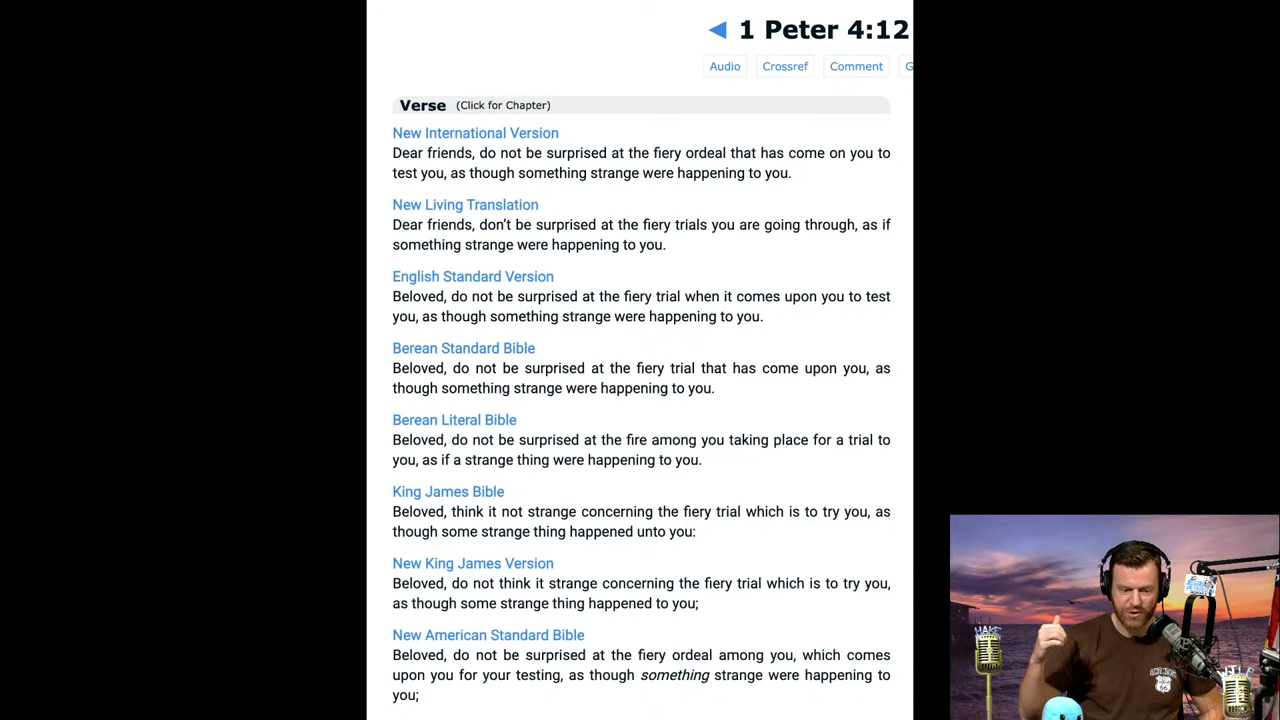 ◀ 1 Peter 4:12
Audio Crossref Comment G
Verse (Click for Chapter)
New International Version
Dear friends, do not be surprised at the fiery ordeal that has come on you to
test you, as though something strange were happening to you.
New Living Translation
Dear friends, don’t be surprised at the fiery trials you are going through, as if
something strange were happening to you.
English Standard Version
Beloved, do not be surprised at the fiery trial when it comes upon you to test
you, as though something strange were happening to you.
Berean Standard Bible
Beloved, do not be surprised at the fiery trial that has come upon you, as
though something strange were happening to you.
Berean Literal Bible
Beloved, do not be surprised at the fire among you taking place for a trial to
you, as if a strange thing were happening to you.
King James Bible
Beloved, think it not strange concerning the fiery trial which is to try you, as
though some strange thing happened unto you:
New King James Version
Beloved, do not think it strange concerning the fiery trial which is to try you,
as though some strange thing happened to you;
New American Standard Bible
Beloved, do not be surprised at the fiery ordeal among you, which comes
upon you for your testing, as though something strange were happening to
you;
HAKE
66